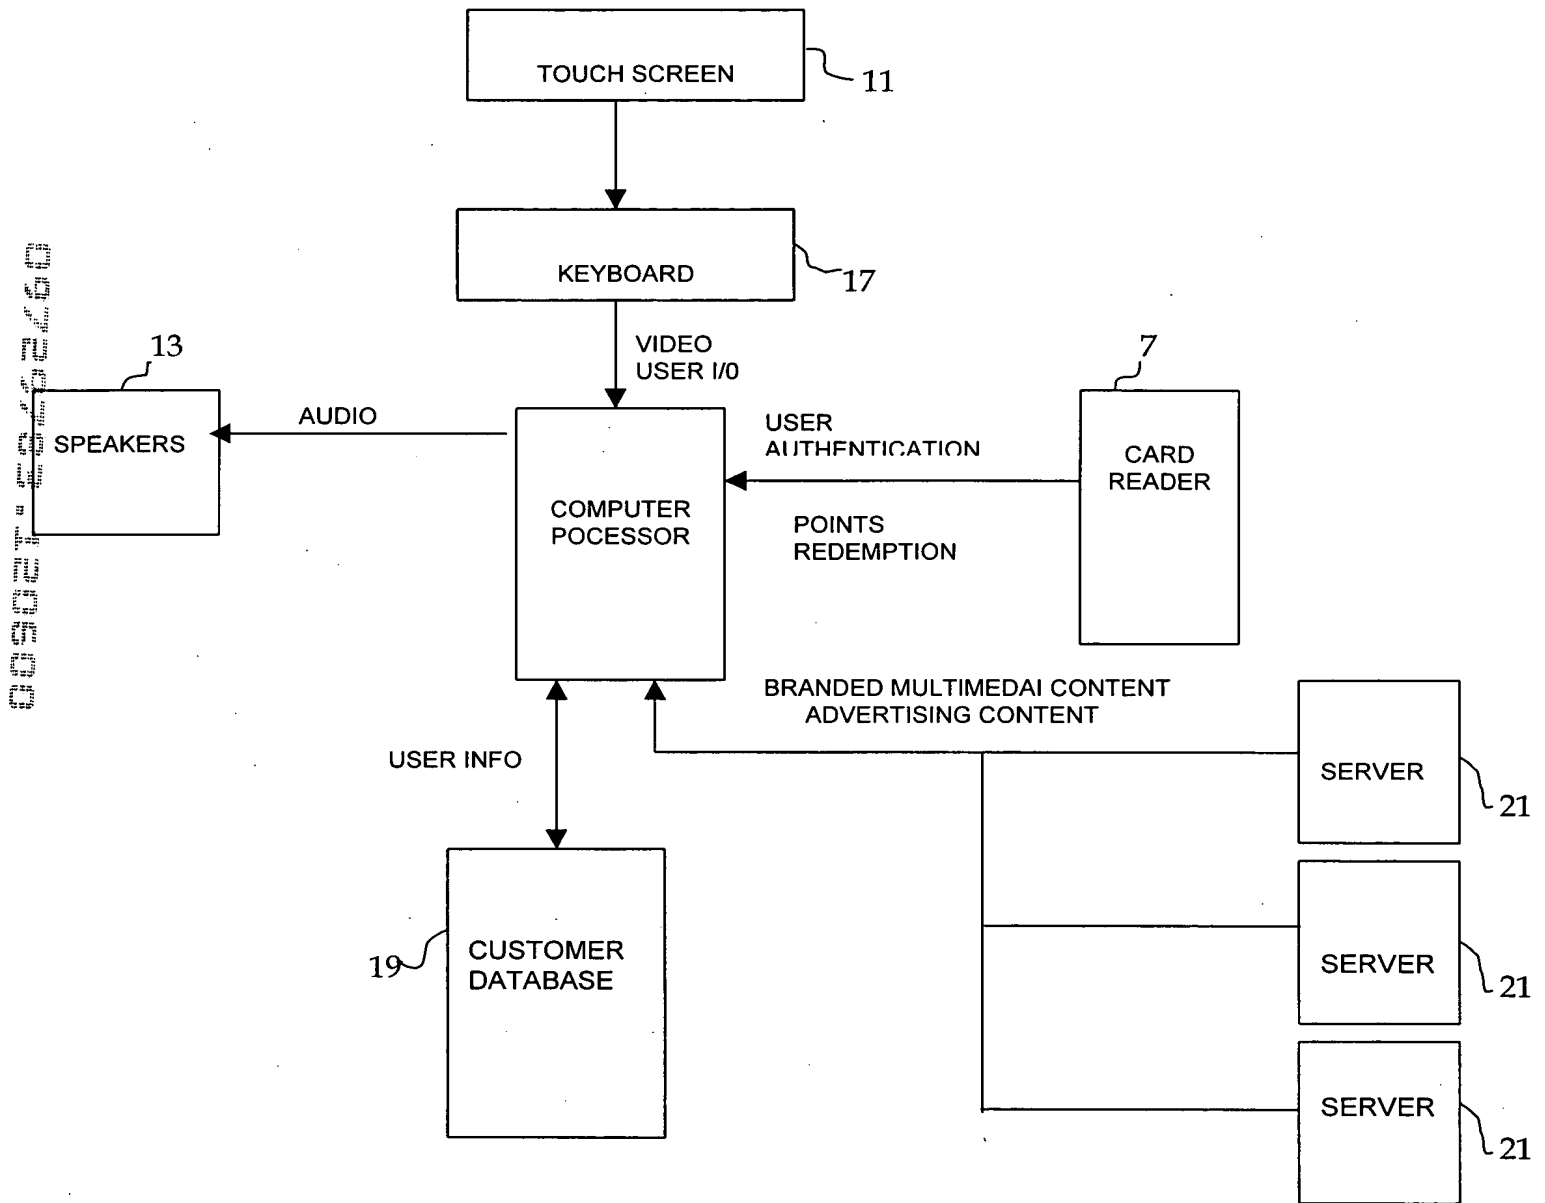 TOUCH SCREEN
11
KEYBOARD
17
VIDEO
USER I/0
13
SPEAKERS
AUDIO
7
CARD
READER
USER
AUTHENTICATION
POINTS
REDEMPTION
COMPUTER
POCESSOR
BRANDED MULTIMEDAI CONTENT
ADVERTISING CONTENT
USER INFO
SERVER
21
19
CUSTOMER
DATABASE
SERVER
21
SERVER
21